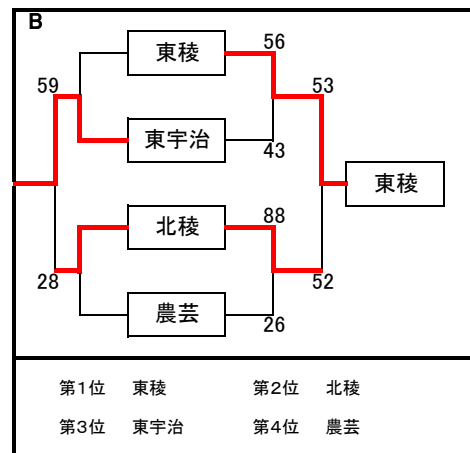 B
東稜
56
59
53
東宇治
43
東稜
北稜
88
28
52
農芸
26
第1位 東稜 第2位 北稜
第3位 東宇治 第4位 農芸